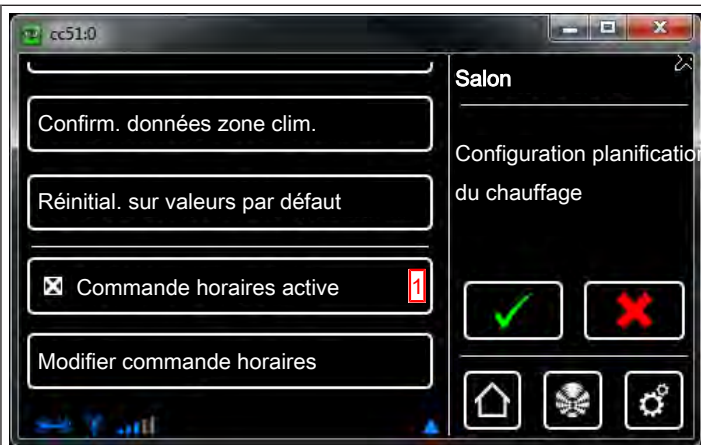 cc51:0
Confirm. données zone clim.
Réinitial. sur valeurs par défaut
Commande horaires active
1
Modifier commande horaires
Salon
Configuration planification
du chauffage